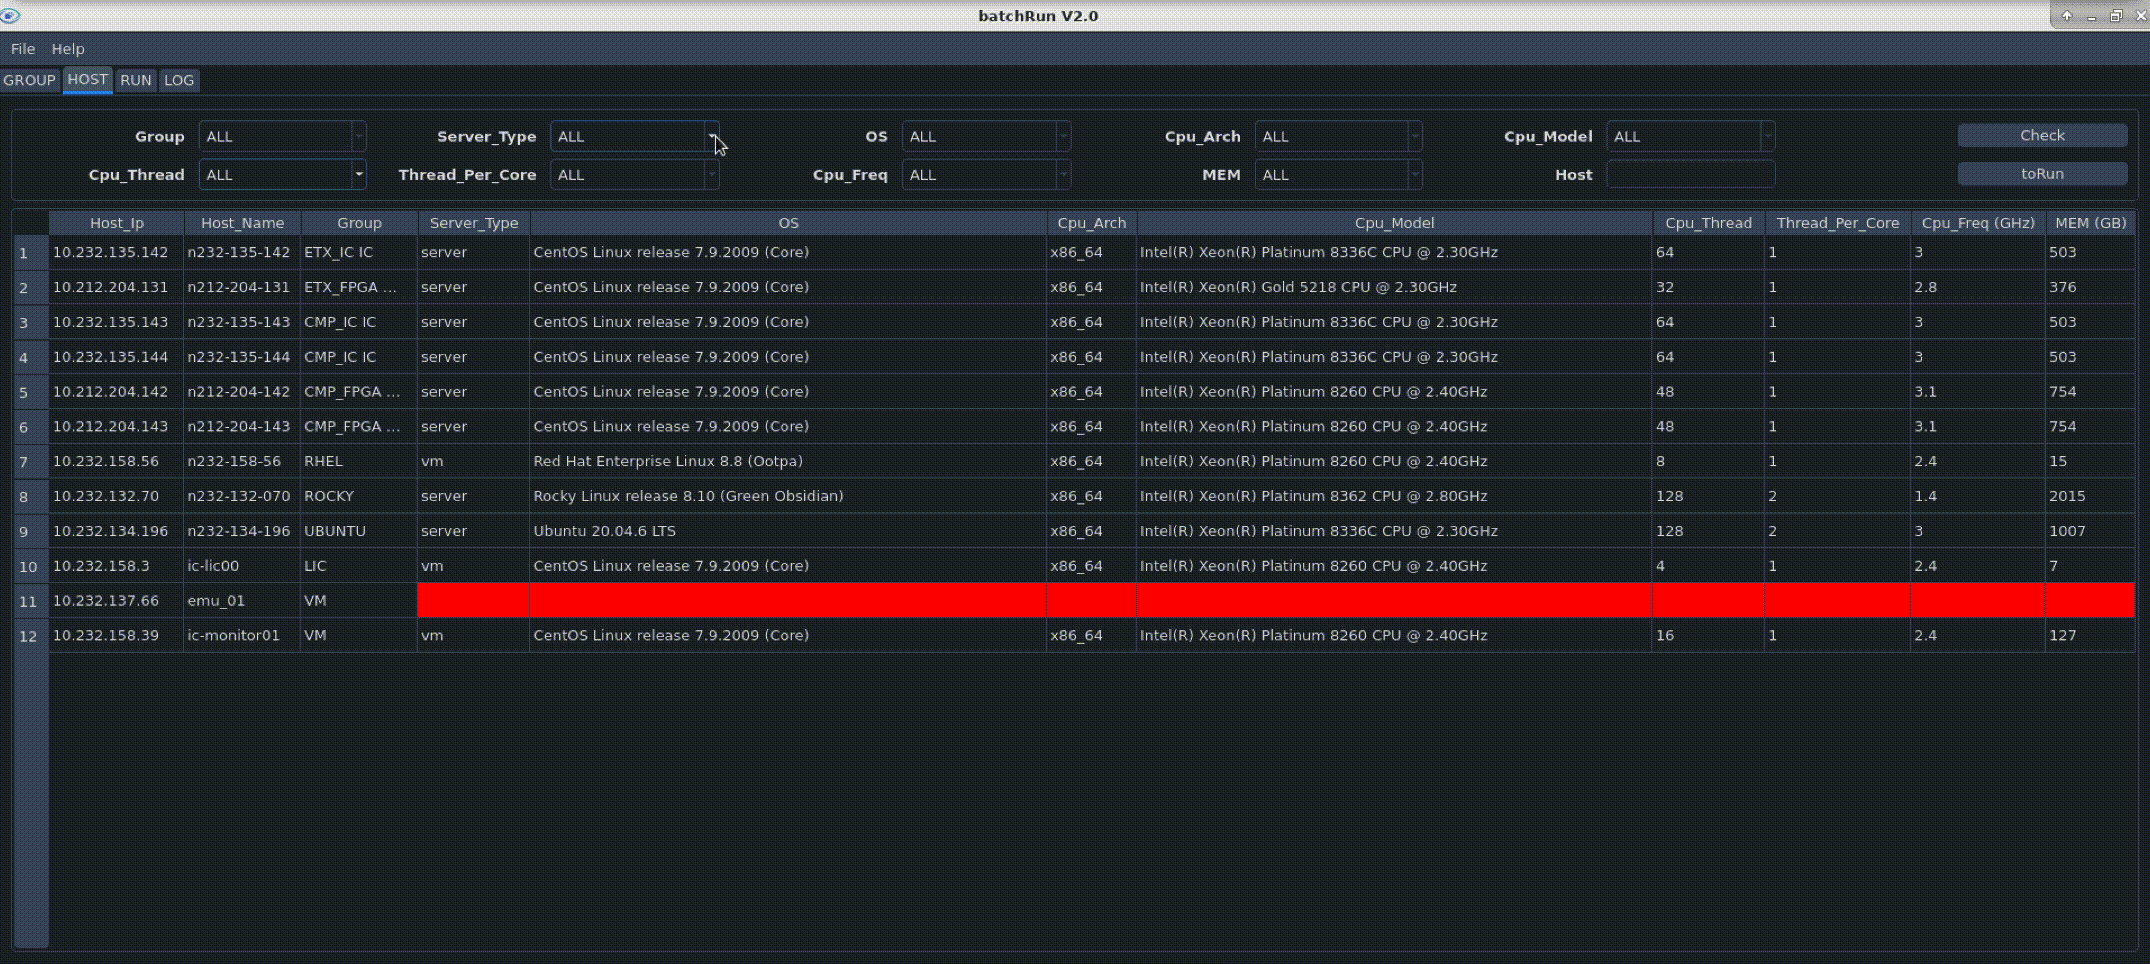 batchRun V2.0
File Help
GROUP HOST RUN LOG
Group ALL Server_Type ALL OS ALL Cpu_Arch ALL Cpu_Model ALL Check
Cpu_Thread ALL Thread_Per_Core ALL Cpu_Freq ALL MEM ALL Host toRun
Host_Ip Host_Name Group Server_Type OS Cpu_Arch Cpu_Model Cpu_Thread Thread_Per_Core Cpu_Freq (GHz) MEM (GB)
1 10.232.135.142 n232-135-142 ETX_IC IC server CentOS Linux release 7.9.2009 (Core) x86_64 Intel(R) Xeon(R) Platinum 8336C CPU @ 2.30GHz 64 1 3 503
2 10.212.204.131 n212-204-131 ETX_FPGA ... server CentOS Linux release 7.9.2009 (Core) x86_64 Intel(R) Xeon(R) Gold 5218 CPU @ 2.30GHz 32 1 2.8 376
3 10.232.135.143 n232-135-143 CMP_IC IC server CentOS Linux release 7.9.2009 (Core) x86_64 Intel(R) Xeon(R) Platinum 8336C CPU @ 2.30GHz 64 1 3 503
4 10.232.135.144 n232-135-144 CMP_IC IC server CentOS Linux release 7.9.2009 (Core) x86_64 Intel(R) Xeon(R) Platinum 8336C CPU @ 2.30GHz 64 1 3 503
5 10.212.204.142 n212-204-142 CMP_FPGA ... server CentOS Linux release 7.9.2009 (Core) x86_64 Intel(R) Xeon(R) Platinum 8260 CPU @ 2.40GHz 48 1 3.1 754
6 10.212.204.143 n212-204-143 CMP_FPGA ... server CentOS Linux release 7.9.2009 (Core) x86_64 Intel(R) Xeon(R) Platinum 8260 CPU @ 2.40GHz 48 1 3.1 754
7 10.232.158.56 n232-158-56 RHEL vm Red Hat Enterprise Linux 8.8 (Ootpa) x86_64 Intel(R) Xeon(R) Platinum 8260 CPU @ 2.40GHz 8 1 2.4 15
8 10.232.132.70 n232-132-070 ROCKY server Rocky Linux release 8.10 (Green Obsidian) x86_64 Intel(R) Xeon(R) Platinum 8362 CPU @ 2.80GHz 128 2 1.4 2015
9 10.232.134.196 n232-134-196 UBUNTU server Ubuntu 20.04.6 LTS x86_64 Intel(R) Xeon(R) Platinum 8336C CPU @ 2.30GHz 128 2 3 1007
10 10.232.158.3 ic-lic00 LIC vm CentOS Linux release 7.9.2009 (Core) x86_64 Intel(R) Xeon(R) Platinum 8260 CPU @ 2.40GHz 4 1 2.4 7
11 10.232.137.66 emu_01 VM
12 10.232.158.39 ic-monitor01 VM vm CentOS Linux release 7.9.2009 (Core) x86_64 Intel(R) Xeon(R) Platinum 8260 CPU @ 2.40GHz 16 1 2.4 127